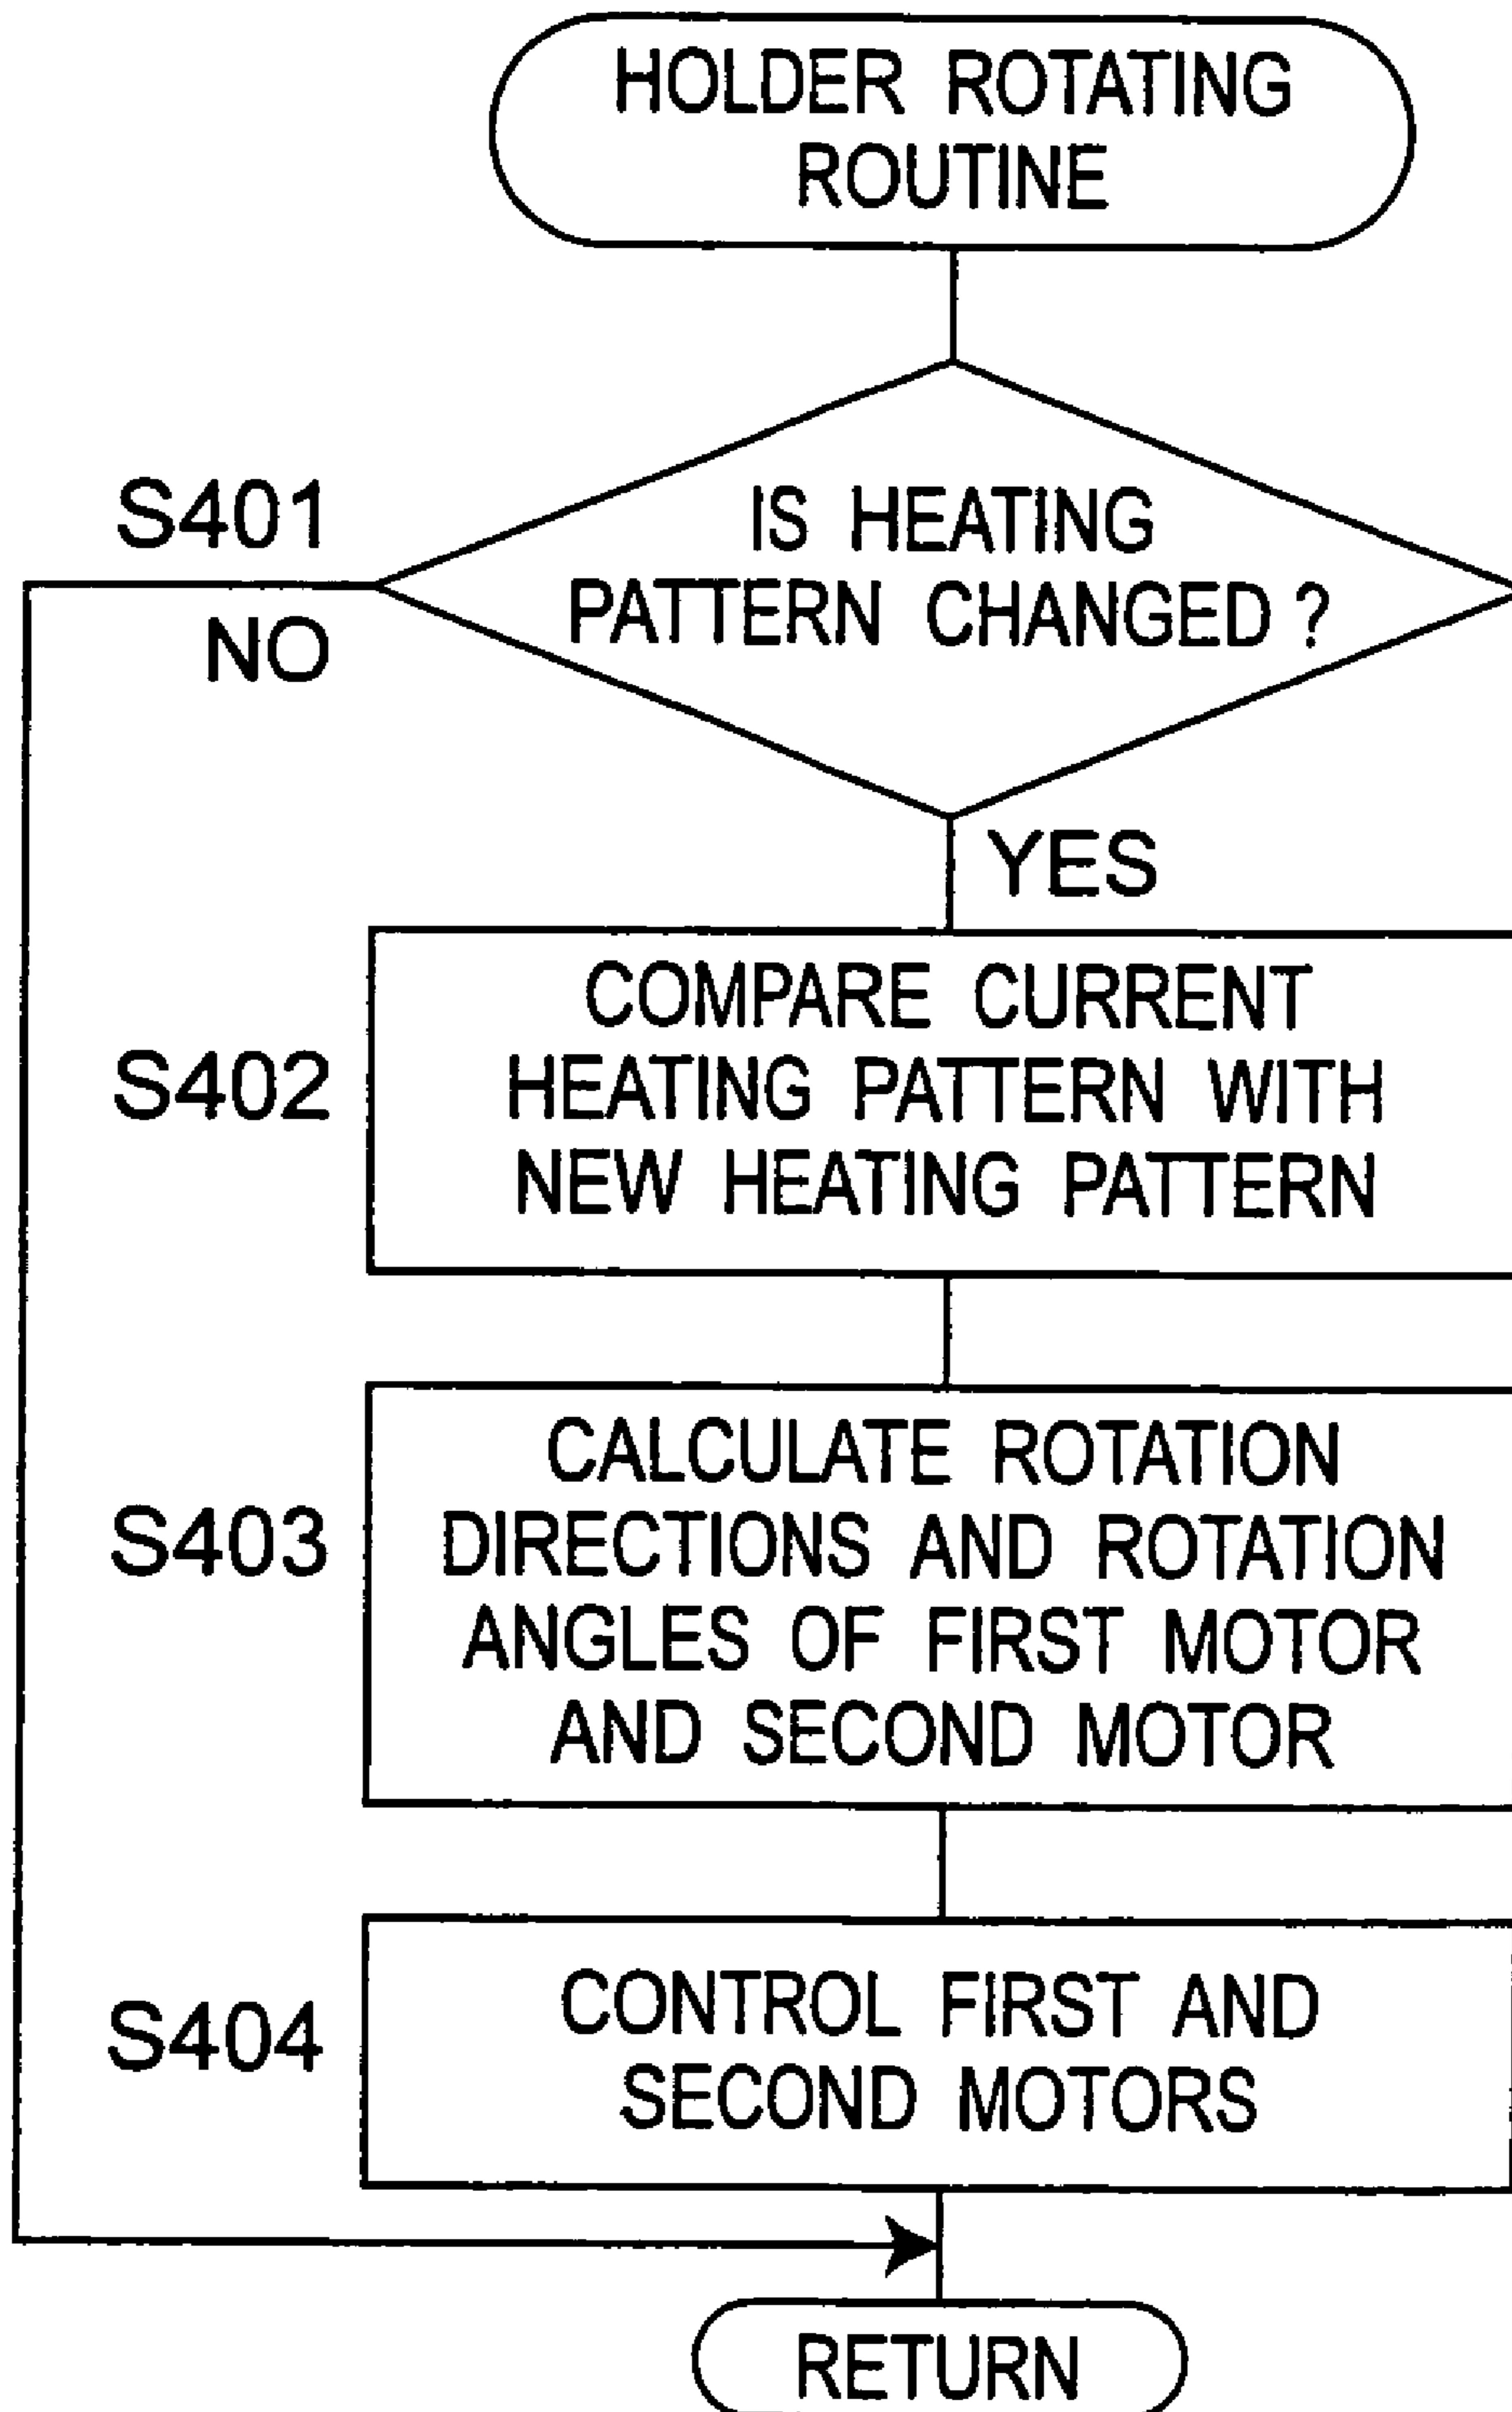 HOLDER ROTATING
ROUTINE
S401
IS HEATING
PATTERN CHANGED ?
NO
YES
S402
COMPARE CURRENT
HEATING PATTERN WITH
NEW HEATING PATTERN
S403
CALCULATE ROTATION
DIRECTIONS AND ROTATION
ANGLES OF FIRST MOTOR
AND SECOND MOTOR
S404
CONTROL FIRST AND
SECOND MOTORS
RETURN